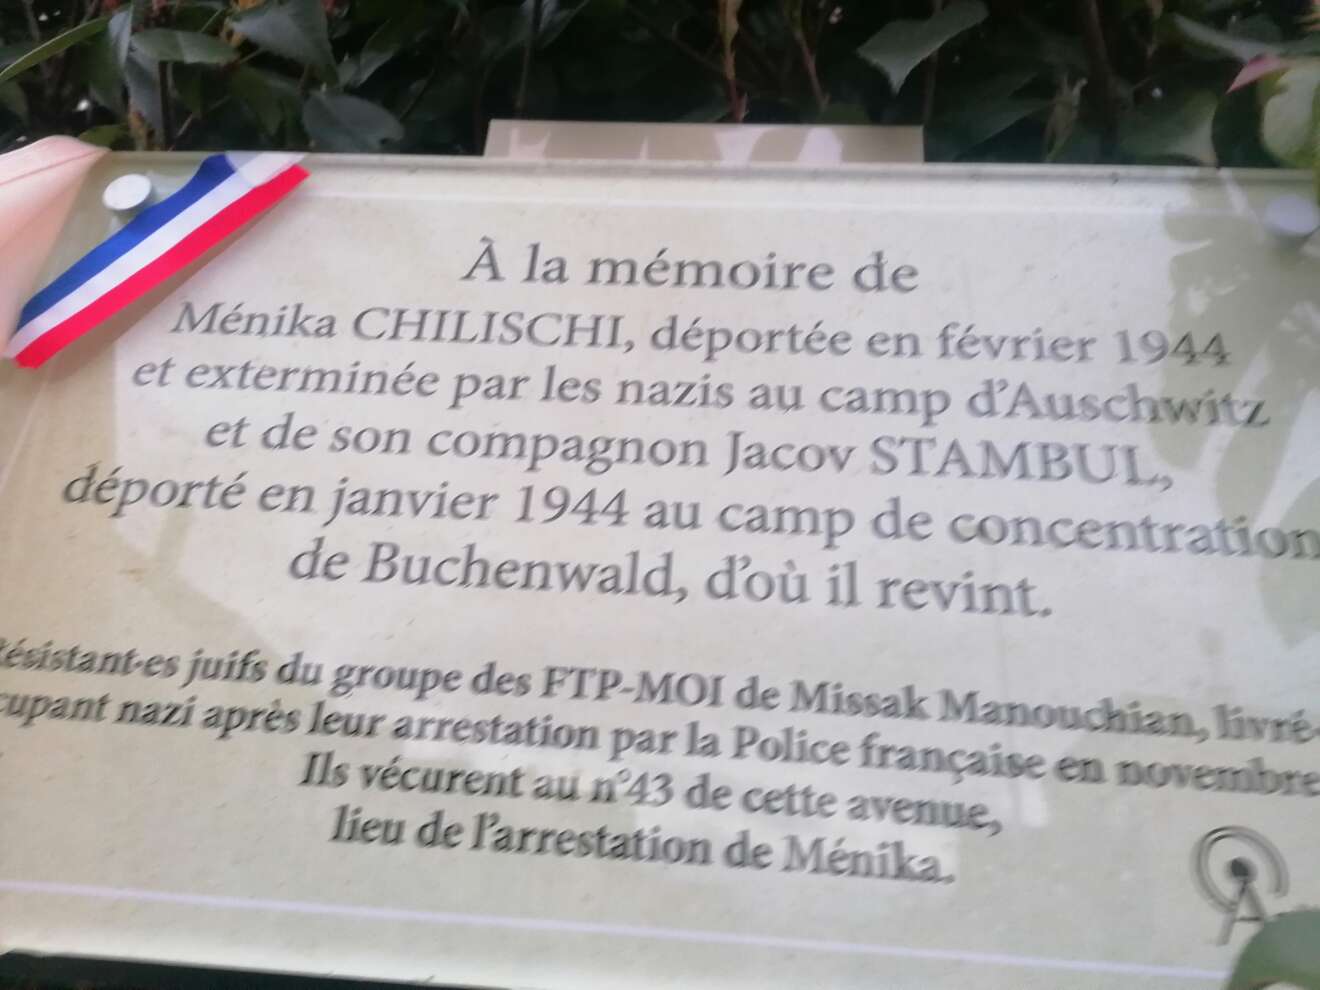 À la mémoire de
Ménika CHILISCHI, déportée en février 1944
et exterminée par les nazis au camp d'Auschwitz
et de son compagnon Jacov STAMBUL,
déporté en janvier 1944 au camp de concentration
de Buchenwald, d'où il revint.
Résistant·es juifs du groupe des FTP-MOI de Missak Manouchian, livré
cupant nazi après leur arrestation par la Police française en novembre
Ils vécurent au n°43 de cette avenue,
lieu de l'arrestation de Ménika.